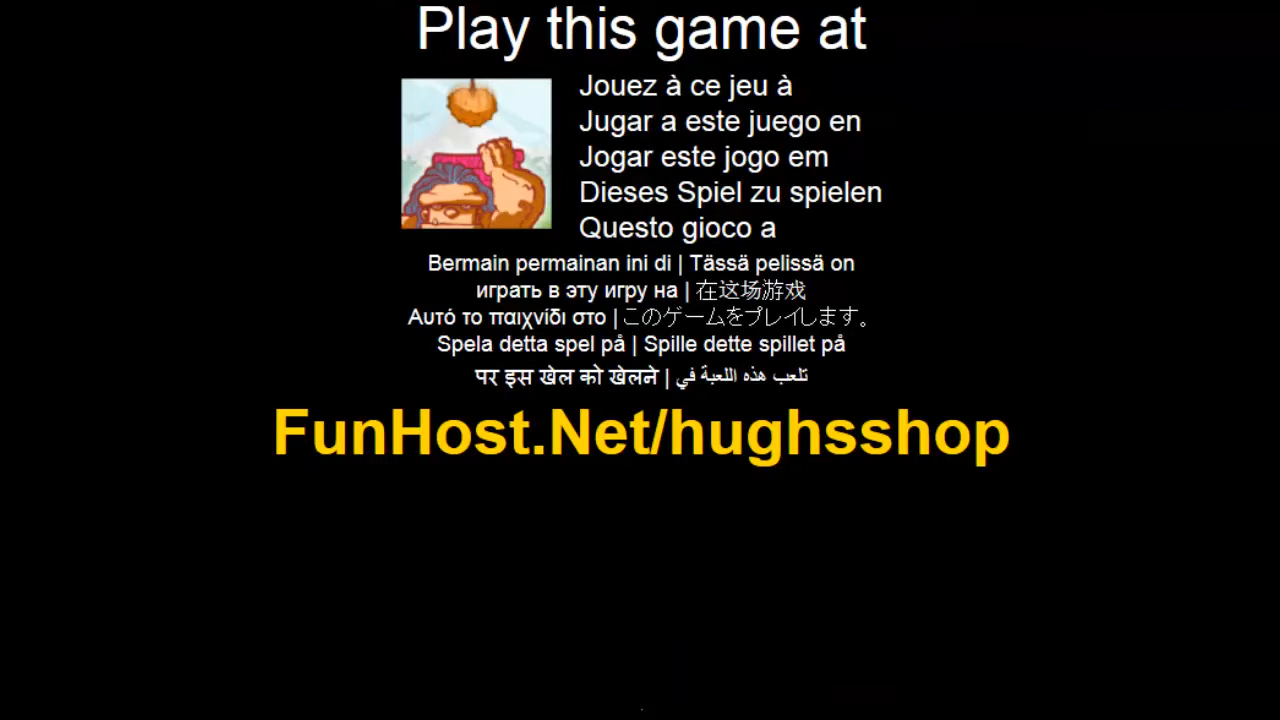 Play this game at
Jouez à ce jeu à
Jugar a este juego en
Jogar este jogo em
Dieses Spiel zu spielen
Questo gioco a
Bermain permainan ini di | Tässä pelissä on
играть в эту игру на | 在这场游戏
Αυτό το παιχνίδι στο | このゲームをプレイします。
Spela detta spel på | Spille dette spillet på
पर इस खेल को खेलने | تلعب هذه اللعبة في
FunHost.Net/hughsshop